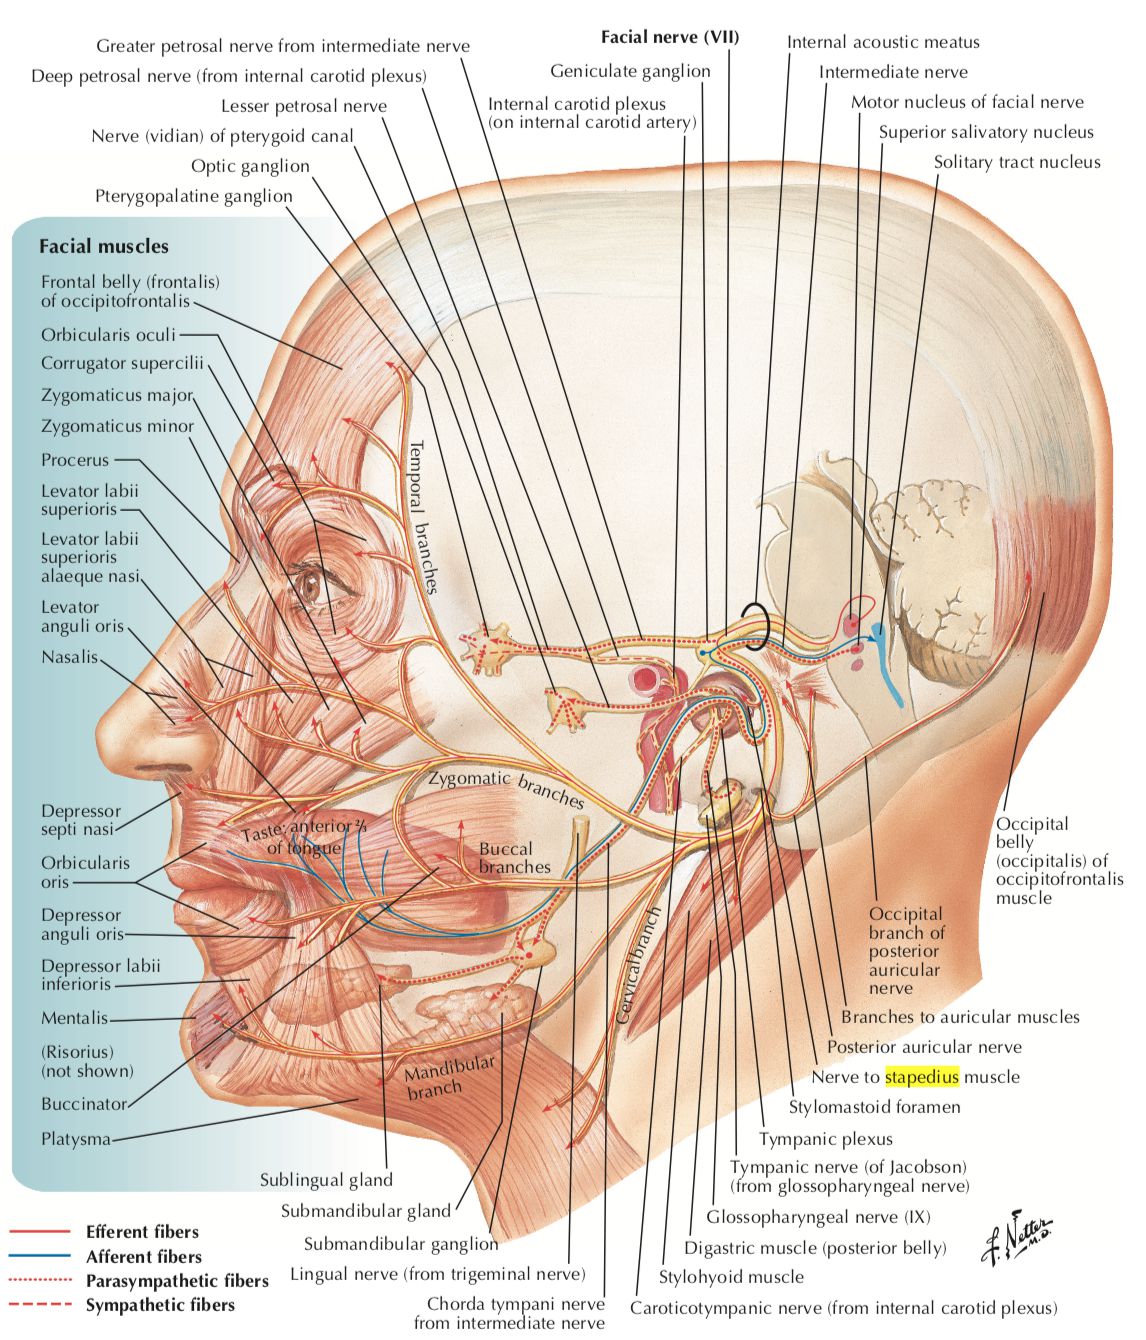 Facial nerve (VII)
Greater petrosal nerve from intermediate nerve
Deep petrosal nerve (from internal carotid plexus)
Lesser petrosal nerve
Nerve (vidian) of pterygoid canal
Optic ganglion
Pterygopalatine ganglion
Geniculate ganglion
Internal carotid plexus
(on internal carotid artery)
Internal acoustic meatus
Intermediate nerve
Motor nucleus of facial nerve
Superior salivatory nucleus
Solitary tract nucleus
Facial muscles
Frontal belly (frontalis)
of occipitofrontalis
Orbicularis oculi
Corrugator supercilii
Zygomaticus major
Zygomaticus minor
Procerus
Levator labii
superioris
Levator labii
superioris
alaeque nasi
Levator
anguli oris
Nasalis
Depressor
septi nasi
Orbicularis
oris
Depressor
anguli oris
Depressor labii
inferioris
Mentalis
(Risorius)
(not shown)
Buccinator
Platysma
Temporal branches
Zygomatic branches
Taste: anterior ⅔
of tongue
Buccal
branches
Cervical branch
Mandibular
branch
Occipital
belly
(occipitalis) of
occipitofrontalis
muscle
Occipital
branch of
posterior
auricular
nerve
Branches to auricular muscles
Posterior auricular nerve
Nerve to stapedius muscle
Stylomastoid foramen
Tympanic plexus
Tympanic nerve (of Jacobson)
(from glossopharyngeal nerve)
Glossopharyngeal nerve (IX)
Digastric muscle (posterior belly)
Stylohyoid muscle
Caroticotympanic nerve (from internal carotid plexus)
Sublingual gland
Submandibular gland
Submandibular ganglion
Lingual nerve (from trigeminal nerve)
Chorda tympani nerve
from intermediate nerve
Efferent fibers
Afferent fibers
Parasympathetic fibers
Sympathetic fibers
F. Netter
M.D.